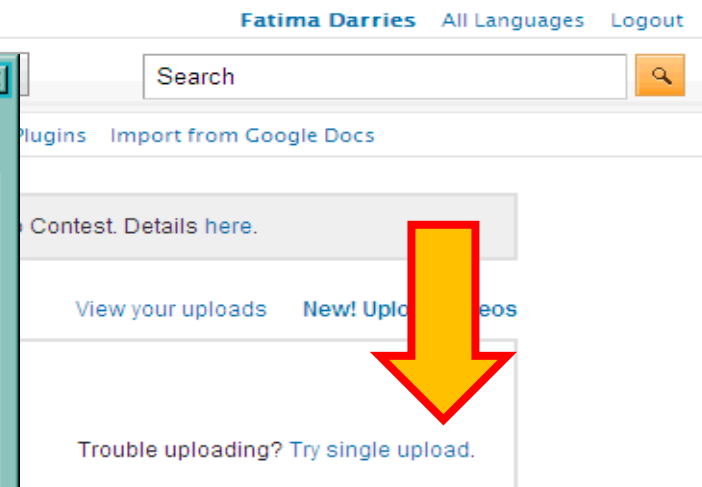 Fatima Darries All Languages Logout
Search
Plugins Import from Google Docs
Contest. Details here.
View your uploads New!
Trouble uploading? Try single upload.